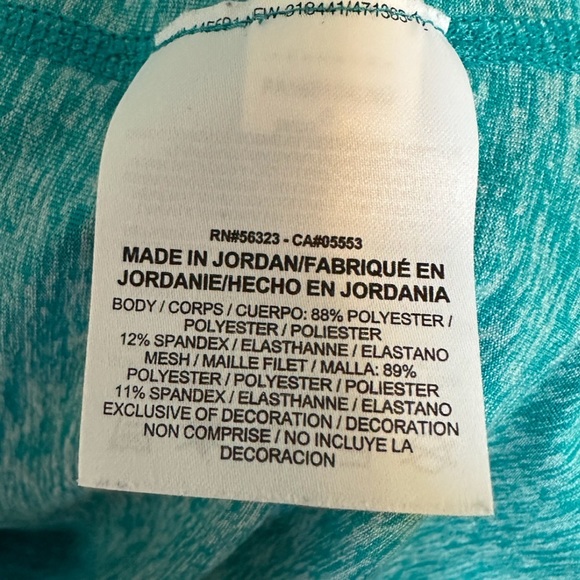 RN#56323 - CA#05553
MADE IN JORDAN/FABRIQUÉ EN
JORDANIE/HECHO EN JORDANIA
BODY / CORPS / CUERPO: 88% POLYESTER /
POLYESTER / POLIESTER
12% SPANDEX / ELASTHANNE / ELASTANO
MESH / MAILLE FILET / MALLA: 89%
POLYESTER / POLYESTER / POLIESTER
11% SPANDEX / ELASTHANNE / ELASTANO
EXCLUSIVE OF DECORATION / DECORATION
NON COMPRISE / NO INCLUYE LA
DECORACION